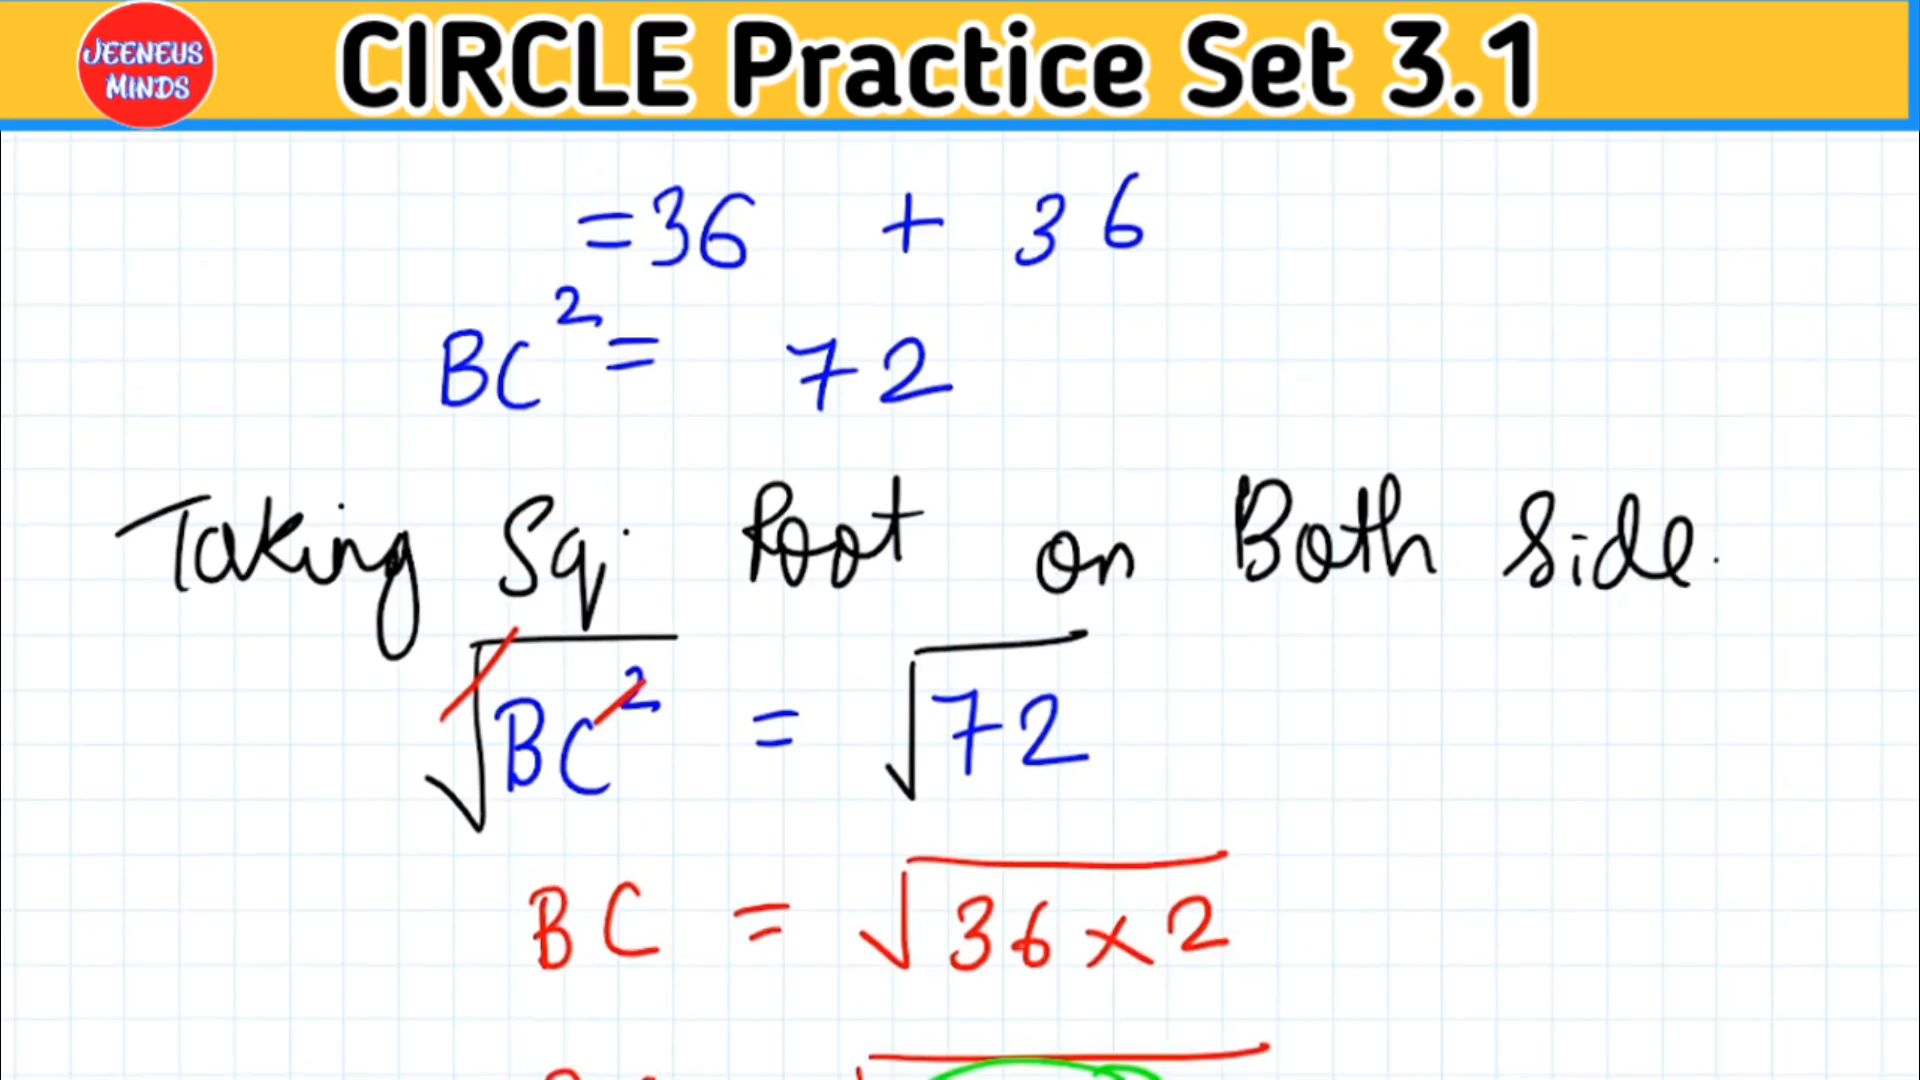 JEENEUS
MINDS
CIRCLE Practice Set 3.1
= 36 + 36
BC² = 72
Taking Sq. Root on Both Side.
√BC² = √72
BC = √36×2